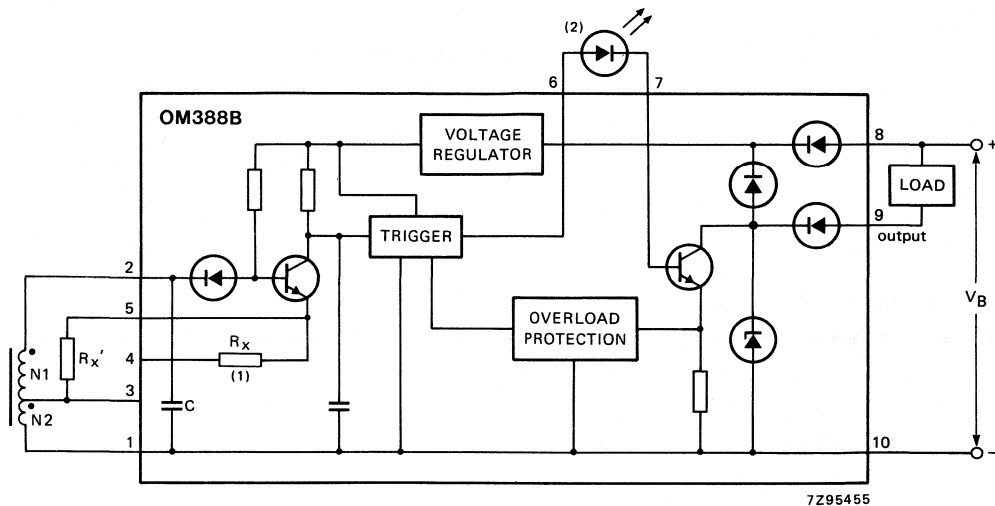 (2)
6
7
OM388B
VOLTAGE
REGULATOR
8
+
LOAD
TRIGGER
9
output
2
5
OVERLOAD
PROTECTION
VB
Rx'
Rx
4
(1)
N1
3
C
N2
1
10
−
7Z95455